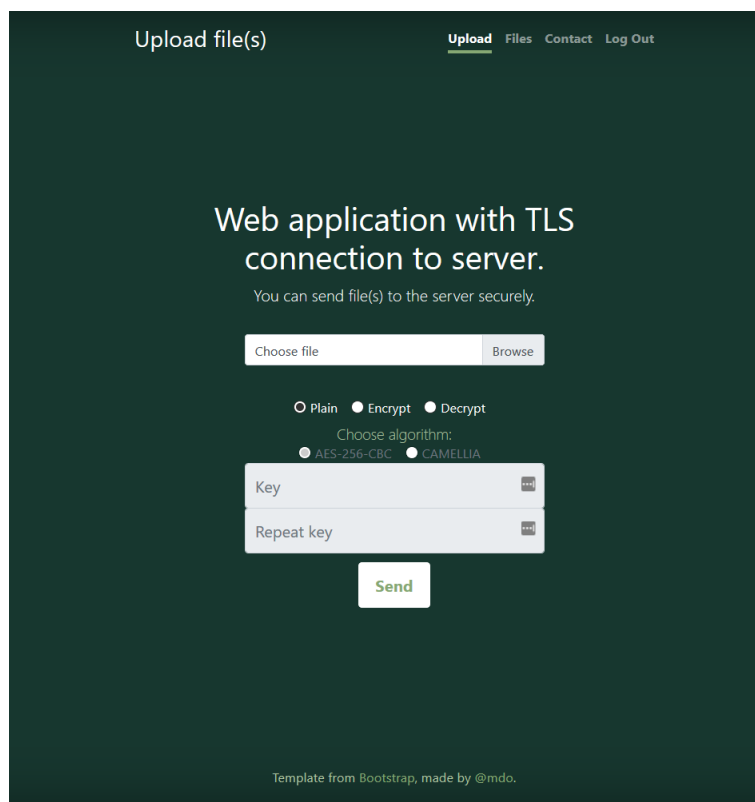 Upload file(s)
Upload Files Contact Log Out
Web application with TLS
connection to server.
You can send file(s) to the server securely.
Choose file Browse
Plain Encrypt Decrypt
Choose algorithm:
AES-256-CBC CAMELLIA
Key
Repeat key
Send
Template from Bootstrap, made by @mdo.